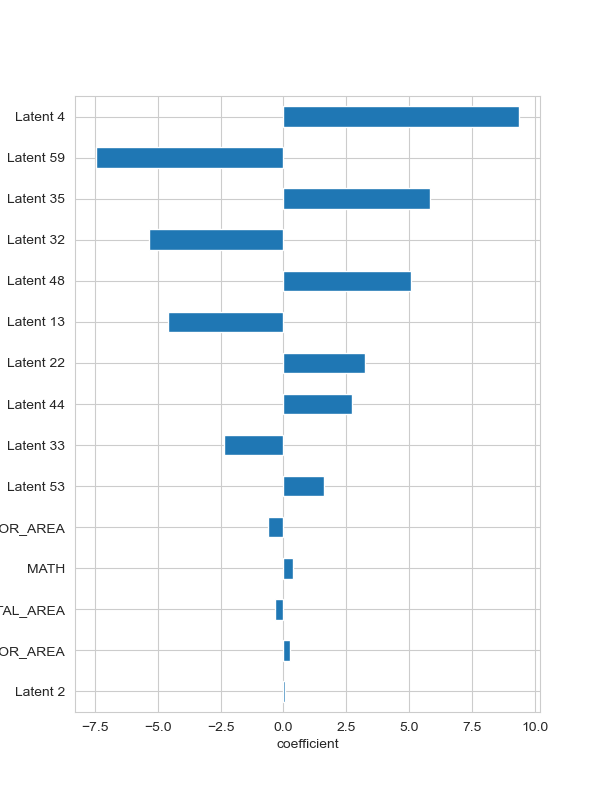 Latent 4
Latent 59
Latent 35
Latent 32
Latent 48
Latent 13
Latent 22
Latent 44
Latent 33
Latent 53
OR_AREA
MATH
TAL_AREA
OR_AREA
Latent 2
−7.5 −5.0 −2.5 0.0 2.5 5.0 7.5 10.0
coefficient